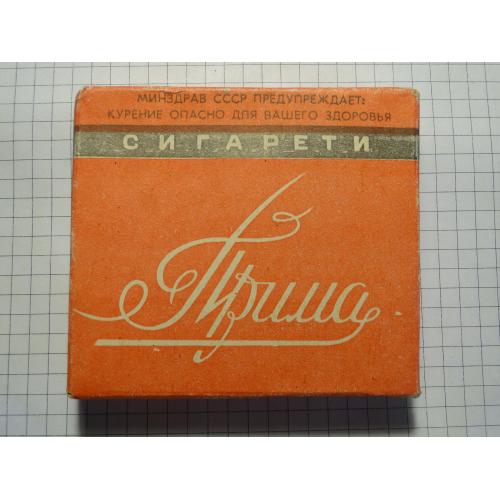 МИНЗДРАВ СССР ПРЕДУПРЕЖДАЕТ:
КУРЕНИЕ ОПАСНО ДЛЯ ВАШЕГО ЗДОРОВЬЯ
СИГАРЕТИ
Прима